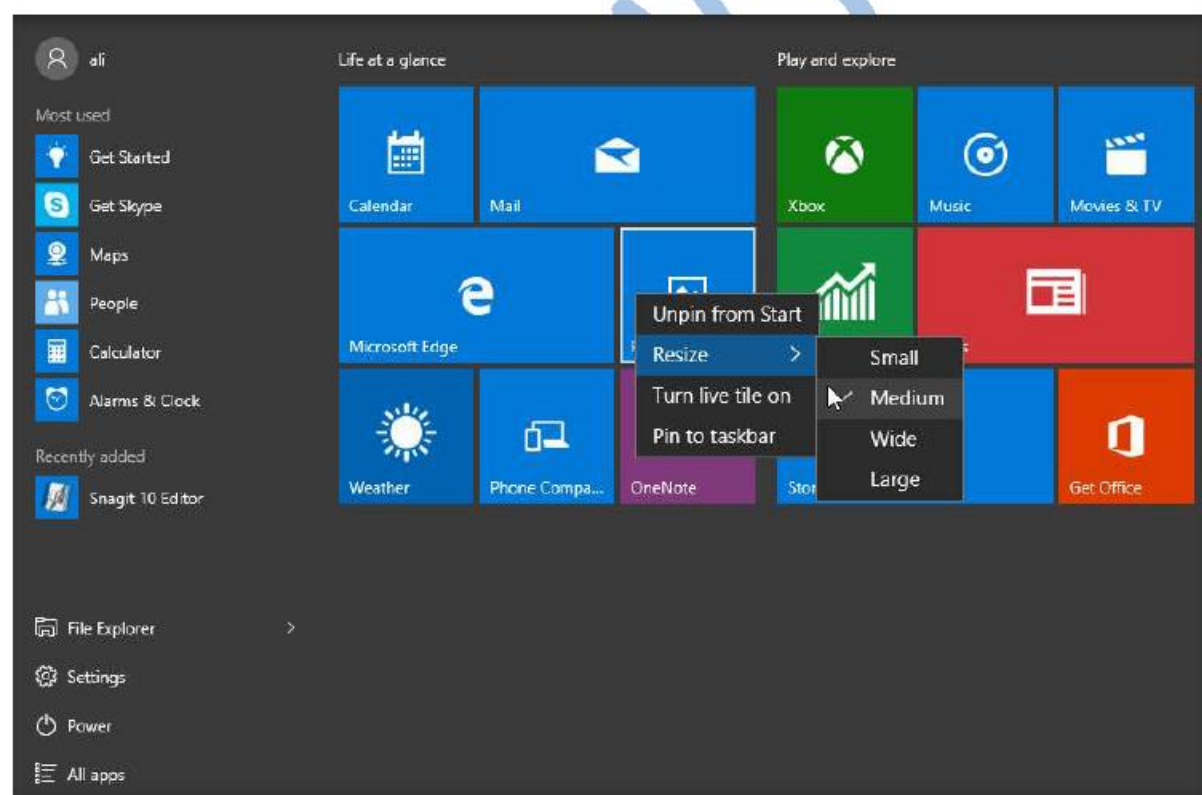 ali
Most used
Get Started
Get Skype
Maps
People
Calculator
Alarms & Clock
Recently added
Snagit 10 Editor
File Explorer
Settings
Power
All apps
Life at a glance
Calendar
Mail
Microsoft Edge
Weather
Phone Compa...
OneNote
Play and explore
Xbox
Music
Movies & TV
Get Office
Unpin from Start
Resize
Turn live tile on
Pin to taskbar
Small
Medium
Wide
Large